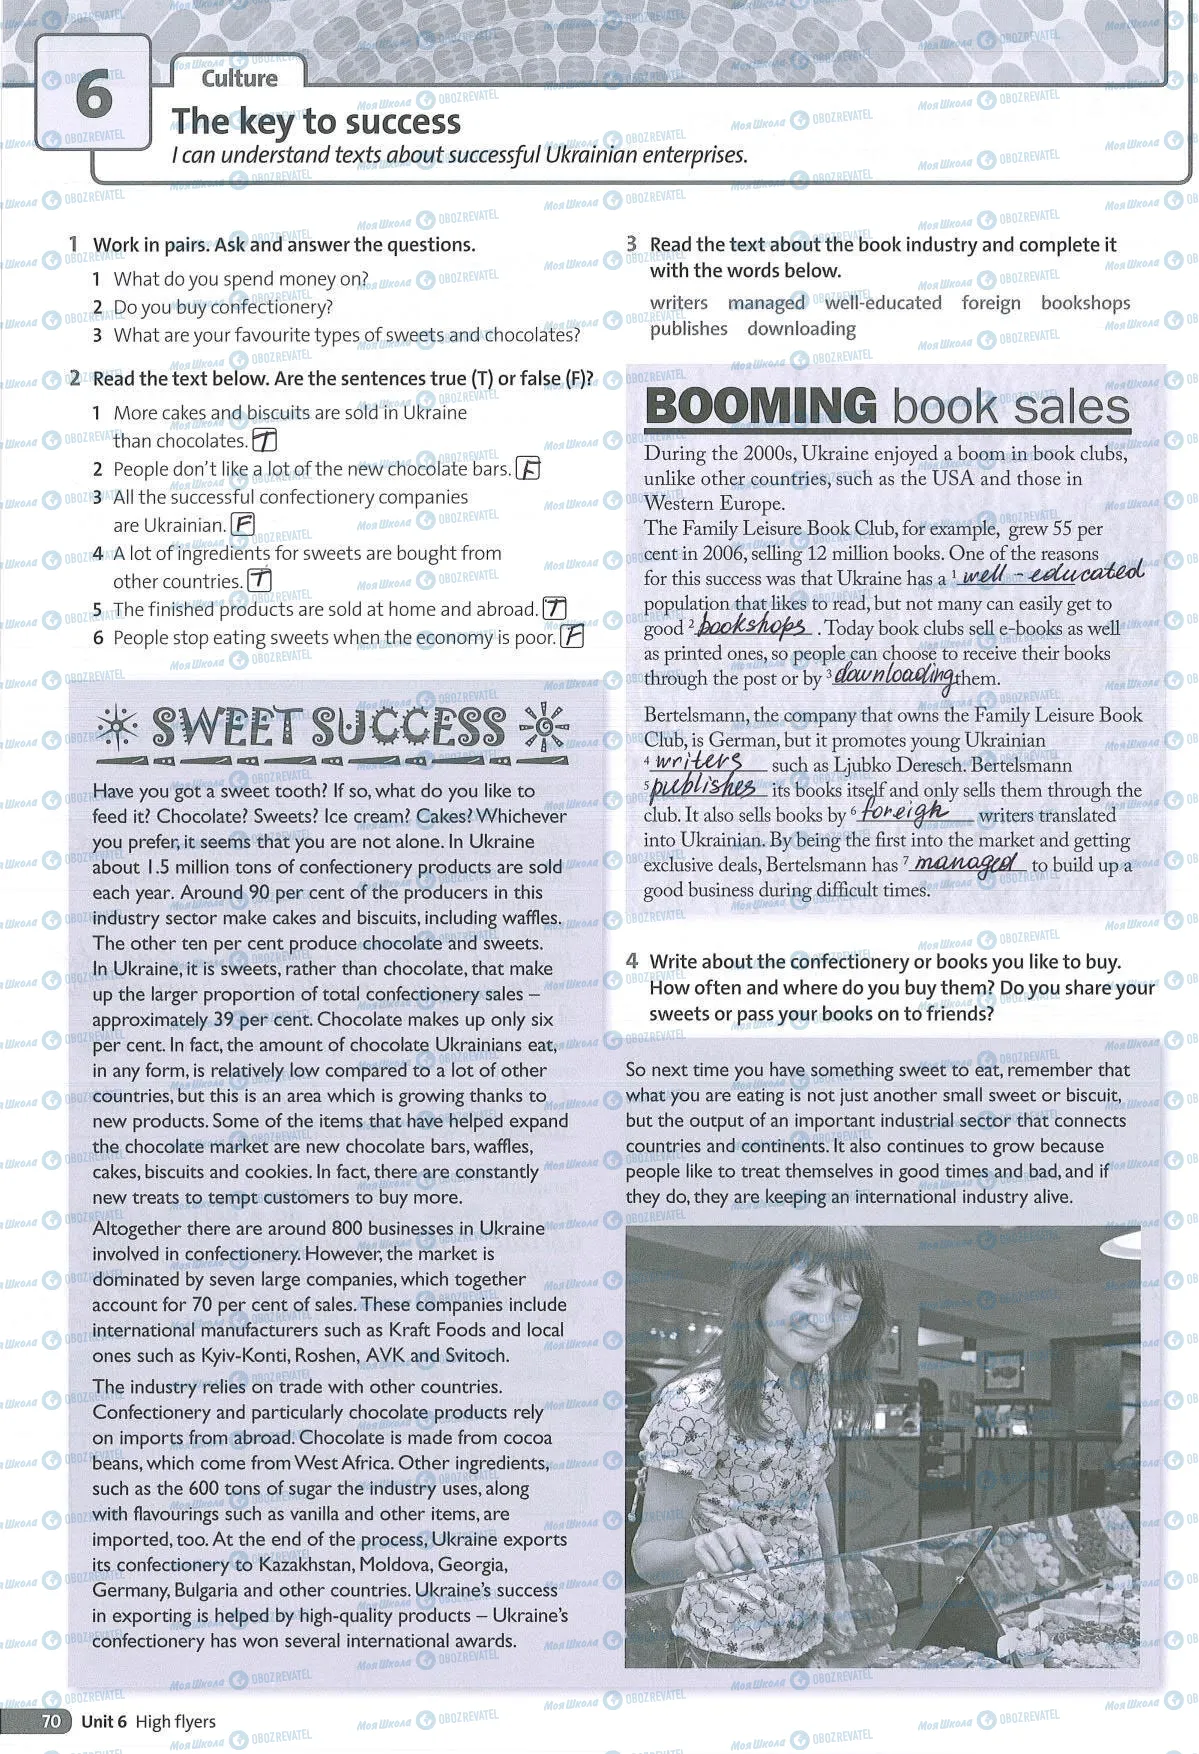 6
Culture
The key to success
I can understand texts about successful Ukrainian enterprises.
1 Work in pairs. Ask and answer the questions.
1 What do you spend money on?
2 Do you buy confectionery?
3 What are your favourite types of sweets and chocolates?
2 Read the text below. Are the sentences true (T) or false (F)?
1 More cakes and biscuits are sold in Ukraine
than chocolates. T
2 People don't like a lot of the new chocolate bars. F
3 All the successful confectionery companies
are Ukrainian. F
4 A lot of ingredients for sweets are bought from
other countries. T
5 The finished products are sold at home and abroad. T
6 People stop eating sweets when the economy is poor. F
SWEET SUCCESS
Have you got a sweet tooth? If so, what do you like to
feed it? Chocolate? Sweets? Ice cream? Cakes? Whichever
you prefer, it seems that you are not alone. In Ukraine
about 1.5 million tons of confectionery products are sold
each year. Around 90 per cent of the producers in this
industry sector make cakes and biscuits, including waffles.
The other ten per cent produce chocolate and sweets.
In Ukraine, it is sweets, rather than chocolate, that make
up the larger proportion of total confectionery sales –
approximately 39 per cent. Chocolate makes up only six
per cent. In fact, the amount of chocolate Ukrainians eat,
in any form, is relatively low compared to a lot of other
countries, but this is an area which is growing thanks to
new products. Some of the items that have helped expand
the chocolate market are new chocolate bars, waffles,
cakes, biscuits and cookies. In fact, there are constantly
new treats to tempt customers to buy more.
Altogether there are around 800 businesses in Ukraine
involved in confectionery. However, the market is
dominated by seven large companies, which together
account for 70 per cent of sales. These companies include
international manufacturers such as Kraft Foods and local
ones such as Kyiv-Konti, Roshen, AVK and Svitoch.
The industry relies on trade with other countries.
Confectionery and particularly chocolate products rely
on imports from abroad. Chocolate is made from cocoa
beans, which come from West Africa. Other ingredients,
such as the 600 tons of sugar the industry uses, along
with flavourings such as vanilla and other items, are
imported, too. At the end of the process, Ukraine exports
its confectionery to Kazakhstan, Moldova, Georgia,
Germany, Bulgaria and other countries. Ukraine's success
in exporting is helped by high-quality products – Ukraine's
confectionery has won several international awards.
3 Read the text about the book industry and complete it
with the words below.
writers managed well-educated foreign bookshops
publishes downloading
BOOMING book sales
During the 2000s, Ukraine enjoyed a boom in book clubs,
unlike other countries, such as the USA and those in
Western Europe.
The Family Leisure Book Club, for example, grew 55 per
cent in 2006, selling 12 million books. One of the reasons
for this success was that Ukraine has a 1 well - educated
population that likes to read, but not many can easily get to
good 2 bookshops . Today book clubs sell e-books as well
as printed ones, so people can choose to receive their books
through the post or by 3 downloading them.
Bertelsmann, the company that owns the Family Leisure Book
Club, is German, but it promotes young Ukrainian
4 writers such as Ljubko Deresch. Bertelsmann
5 publishes its books itself and only sells them through the
club. It also sells books by 6 foreign writers translated
into Ukrainian. By being the first into the market and getting
exclusive deals, Bertelsmann has 7 managed to build up a
good business during difficult times.
4 Write about the confectionery or books you like to buy.
How often and where do you buy them? Do you share your
sweets or pass your books on to friends?
So next time you have something sweet to eat, remember that
what you are eating is not just another small sweet or biscuit,
but the output of an important industrial sector that connects
countries and continents. It also continues to grow because
people like to treat themselves in good times and bad, and if
they do, they are keeping an international industry alive.
70 Unit 6 High flyers
Моя Школа OBOZREVATEL